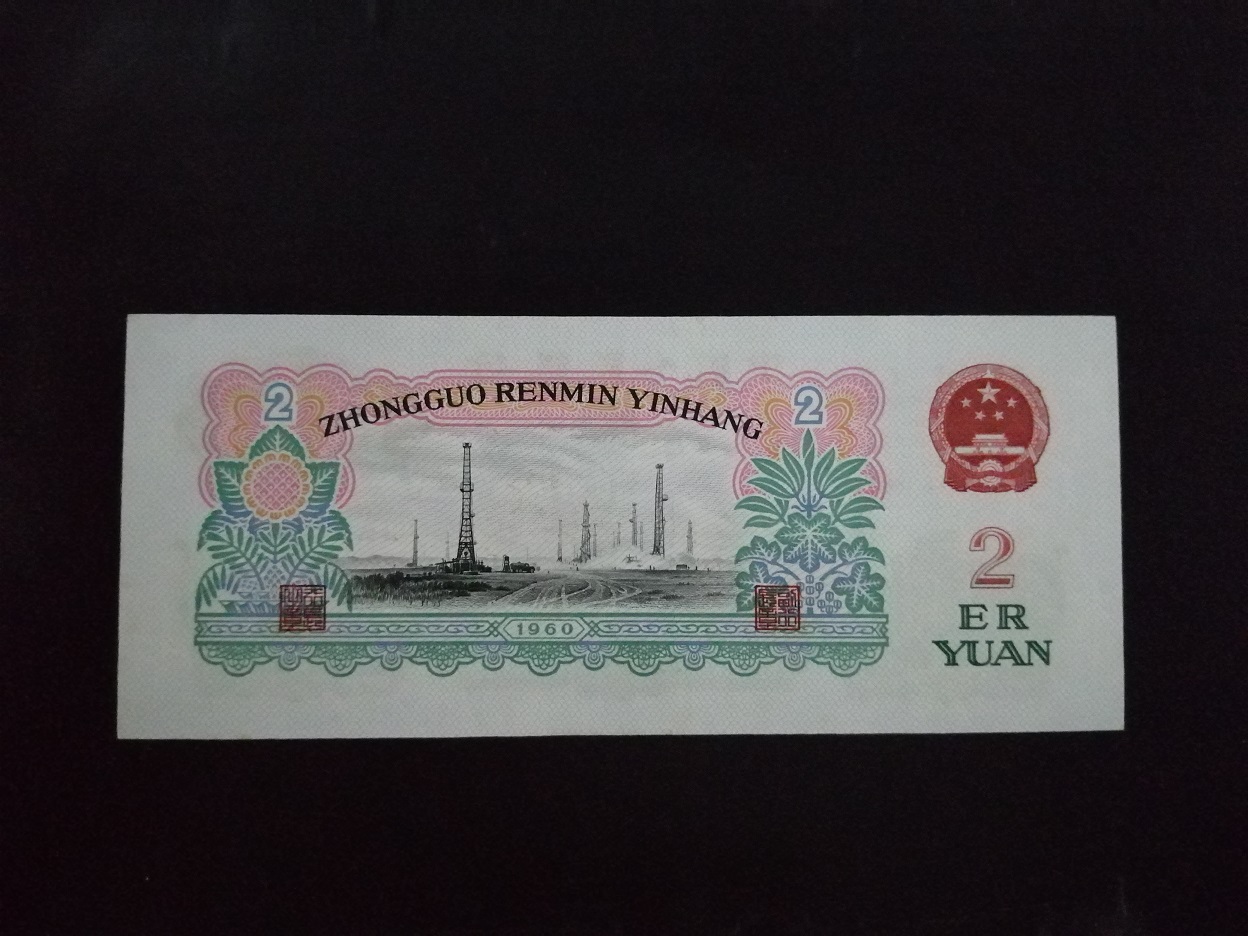 2
2
ZHONGGUO RENMIN YINHANG
1960
2
ER
YUAN